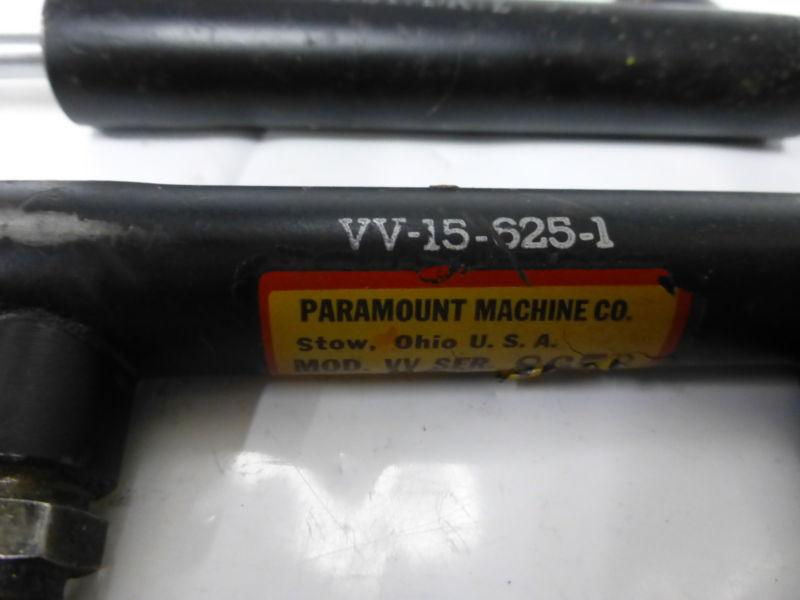 VV-15-625-1
PARAMOUNT MACHINE CO.
Stow, Ohio U. S. A.
MOD. VV SER.